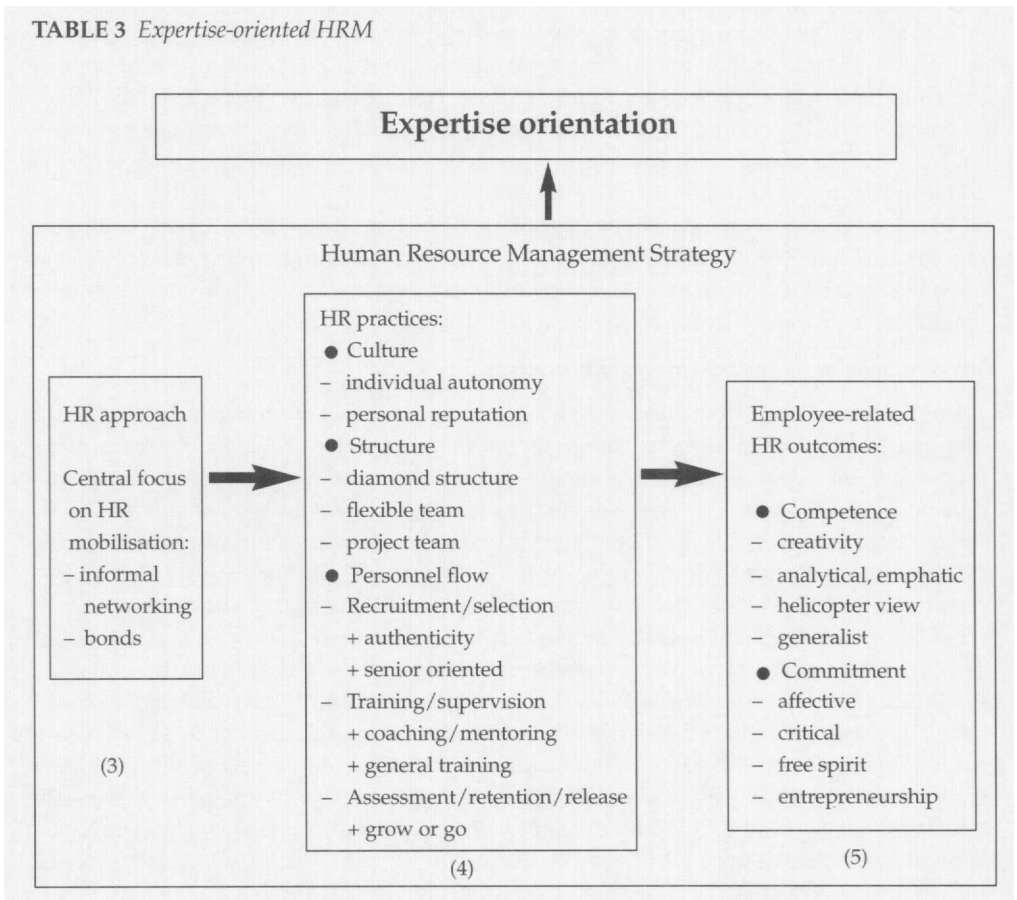 TABLE 3 Expertise-oriented HRM
Expertise orientation
Human Resource Management Strategy
HR approach
Central focus
on HR
mobilisation:
– informal
networking
– bonds
(3)
HR practices:
● Culture
– individual autonomy
– personal reputation
● Structure
– diamond structure
– flexible team
– project team
● Personnel flow
– Recruitment/selection
+ authenticity
+ senior oriented
– Training/supervision
+ coaching/mentoring
+ general training
– Assessment/retention/release
+ grow or go
(4)
Employee-related
HR outcomes:
● Competence
– creativity
– analytical, emphatic
– helicopter view
– generalist
● Commitment
– affective
– critical
– free spirit
– entrepreneurship
(5)